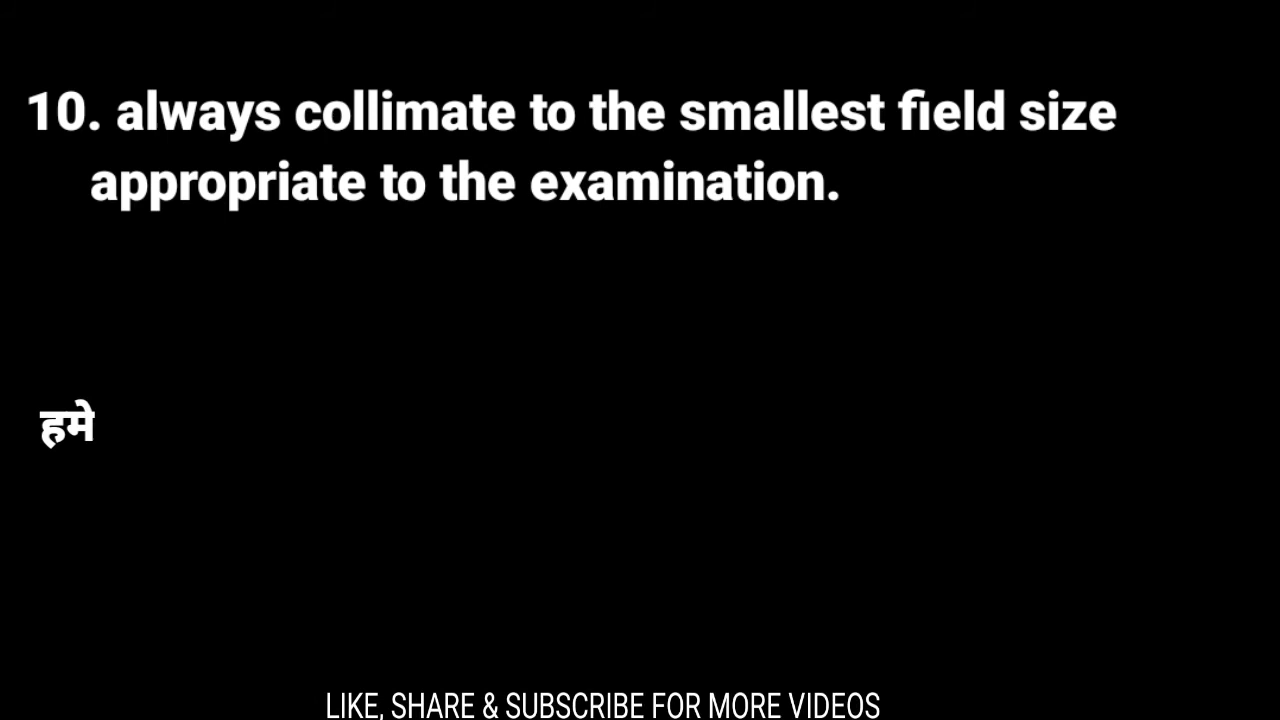 10. always collimate to the smallest field size
appropriate to the examination.
हमे
LIKE, SHARE & SUBSCRIBE FOR MORE VIDEOS